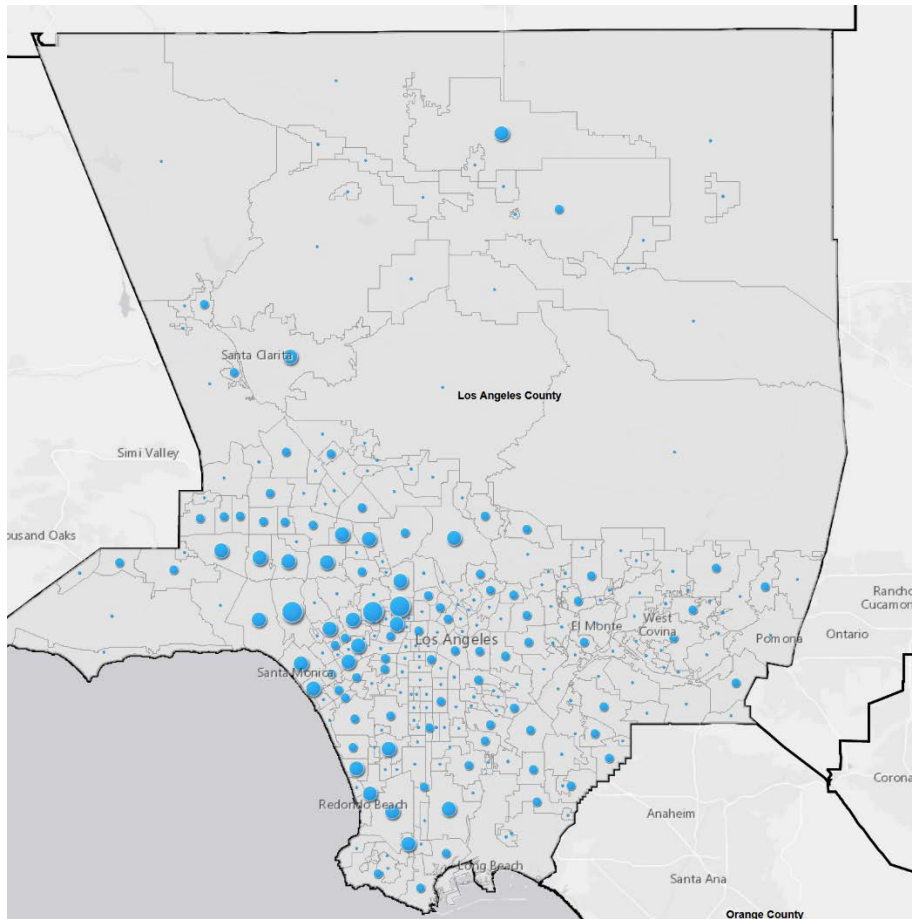 Santa Clarita
Los Angeles County
Simi Valley
ousand Oaks
Rancho
Cucamon
Los Angeles
El Monte
West
Covina
Pomona
Ontario
Santa Monica
Corona
Redondo Beach
Anaheim
Long Beach
Santa Ana
Orange County